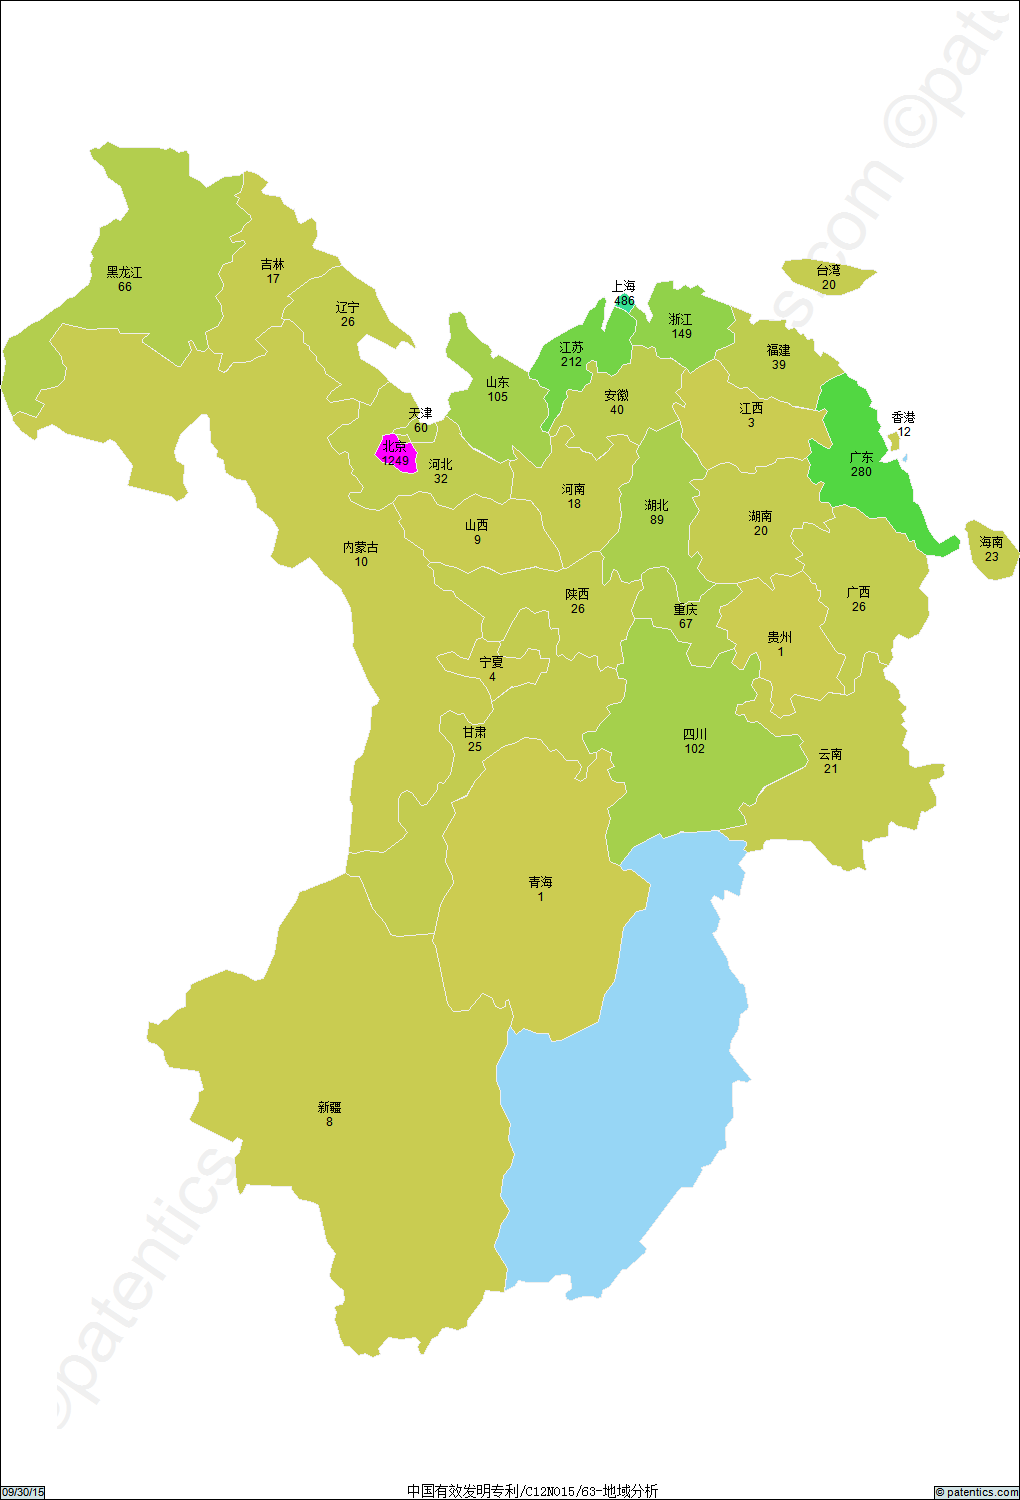 ©patentics.com ©patentics.com
黑龙江
66
吉林
17
辽宁
26
上海
486
台湾
20
浙江
149
江苏
212
福建
39
山东
105
安徽
40
江西
3
天津
60
香港
12
北京
1249
河北
32
广东
280
河南
18
湖北
89
湖南
20
山西
9
海南
23
内蒙古
10
陕西
26
广西
26
重庆
67
贵州
1
宁夏
4
甘肃
25
四川
102
云南
21
青海
1
新疆
8
09/30/15
中国有效发明专利/C12N015/63-地域分析
© patentics.com